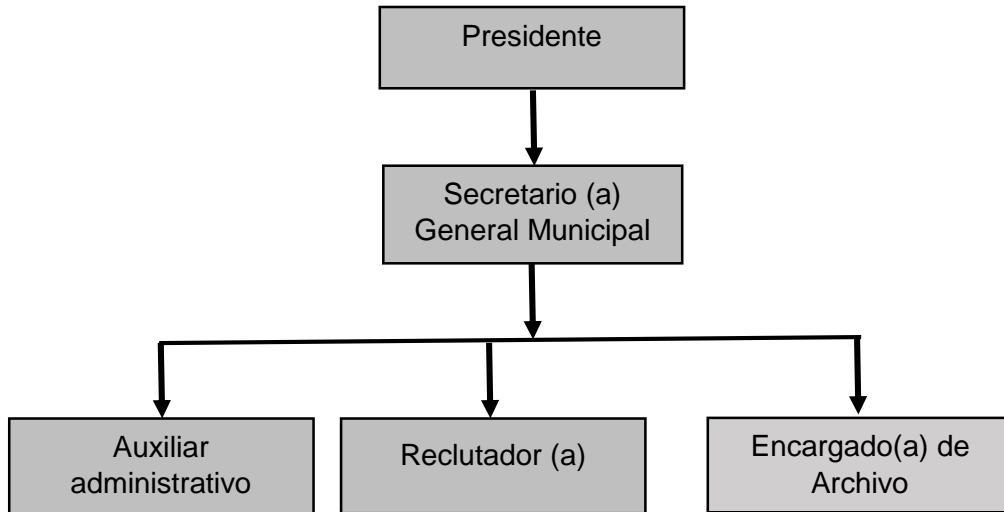 Presidente
Secretario (a)
General Municipal
Auxiliar
administrativo
Reclutador (a)
Encargado(a) de
Archivo